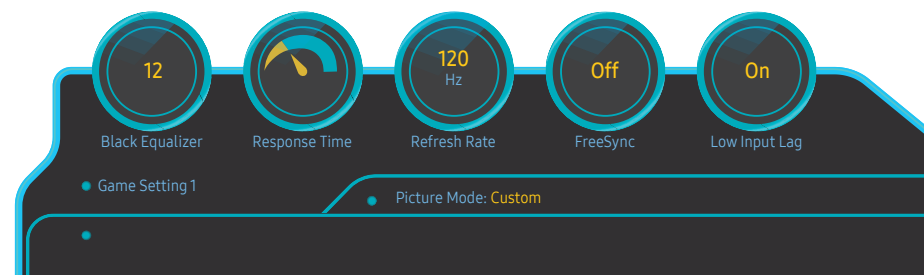 12
120
Hz
Off
On
Black Equalizer
Response Time
Refresh Rate
FreeSync
Low Input Lag
Game Setting 1
Picture Mode: Custom